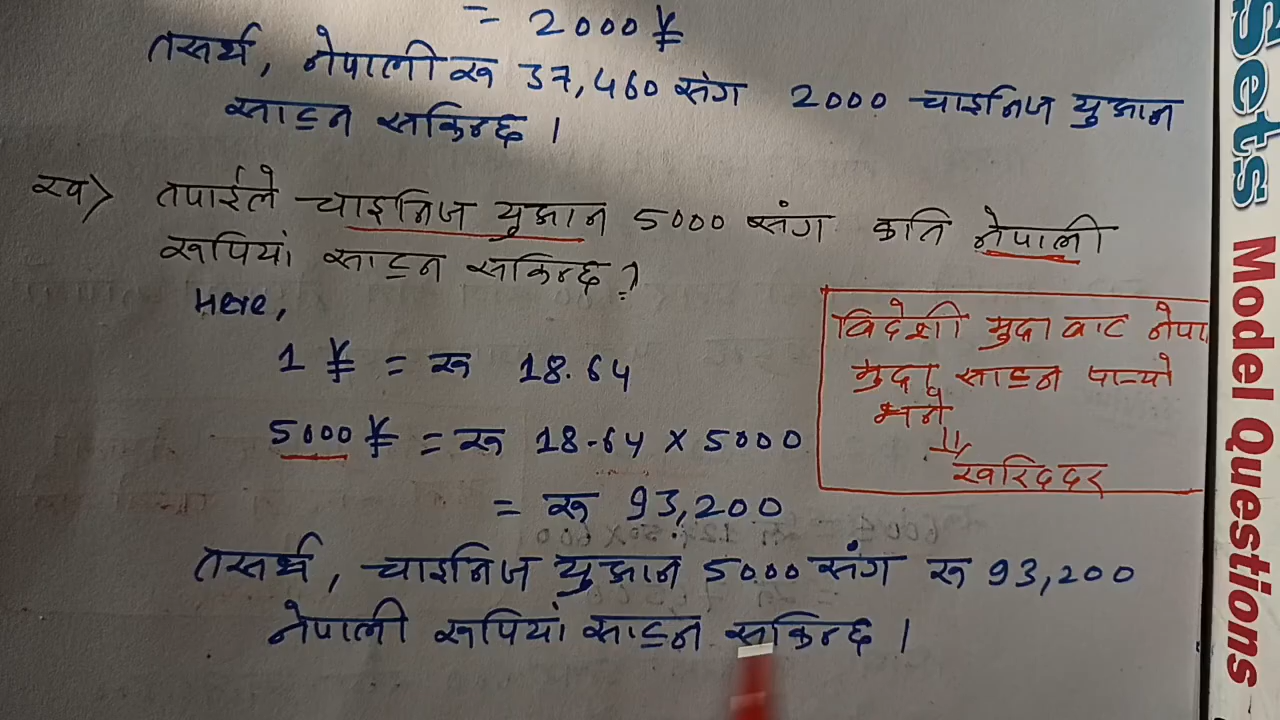 = 2000 ¥
तसर्थ, नेपाली रू 37,460 संग 2000 चाइनिज युआन
साट्न सकिन्छ ।
ख) तपाईले चाइनिज युआन 5000 संग कति नेपाली
रूपियां साट्न सकिन्छ ?
Here,
1 ¥ = रू 18.64
5000 ¥ = रू 18.64 × 5000
= रू 93,200
तसर्थ, चाइनिज युआन 5000 संग रू 93,200
नेपाली रूपियां साट्न सकिन्छ ।
विदेशी मुद्रा बाट नेपा
मुद्रा साट्न पर्‍यो
भने
⇓
खरिददर
Sets Model Questions